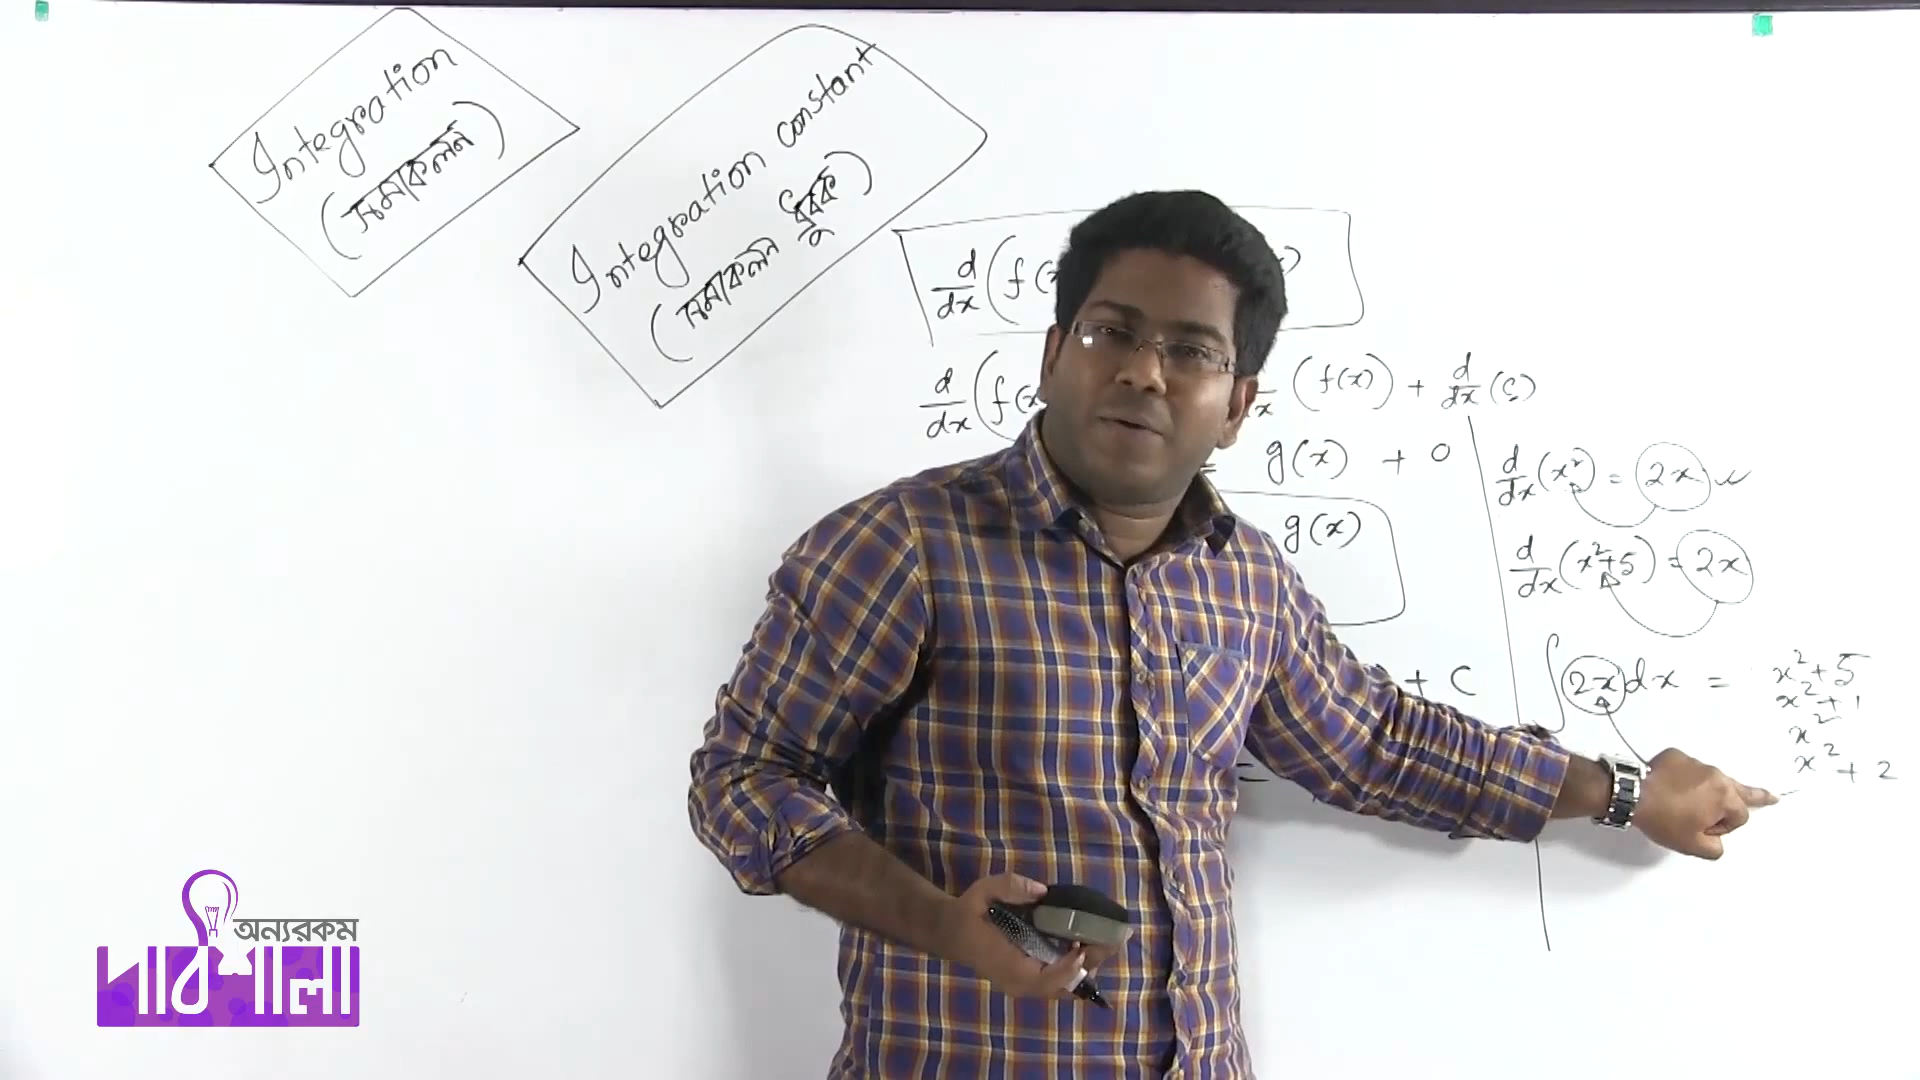 Integration
(সমাকলন)
Integration constant
(সমাকলন ধ্রুবক)
d/dx (f(
d/dx (f(x
(f(x)) + d/dx (c)
= g(x) + 0
g(x)
+ C
=
d/dx (x²) = 2x
d/dx (x²+5) = 2x
∫ 2x dx = x²+5
x²+1
x²
x²+2
অন্যরকম
পাঠশালা